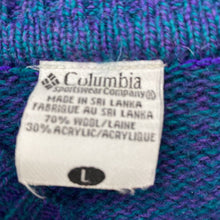 Columbia
Sportswear Company®
MADE IN SRI LANKA
FABRIQUE AU SRI LANKA
70% WOOL/LAINE
30% ACRYLIC/ACRYLIQUE
L